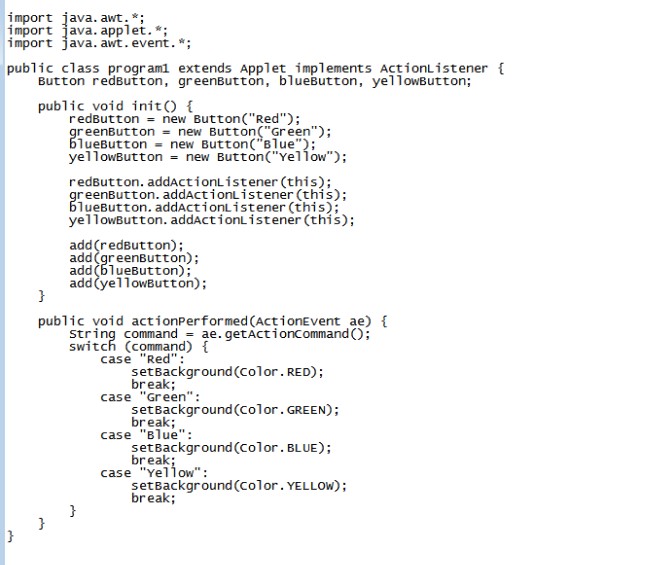 import java.awt.*;
import java.applet.*;
import java.awt.event.*;

public class program1 extends Applet implements ActionListener {
    Button redButton, greenButton, blueButton, yellowButton;

    public void init() {
        redButton = new Button("Red");
        greenButton = new Button("Green");
        blueButton = new Button("Blue");
        yellowButton = new Button("Yellow");

        redButton.addActionListener(this);
        greenButton.addActionListener(this);
        blueButton.addActionListener(this);
        yellowButton.addActionListener(this);

        add(redButton);
        add(greenButton);
        add(blueButton);
        add(yellowButton);
    }

    public void actionPerformed(ActionEvent ae) {
        String command = ae.getActionCommand();
        switch (command) {
            case "Red":
                setBackground(Color.RED);
                break;
            case "Green":
                setBackground(Color.GREEN);
                break;
            case "Blue":
                setBackground(Color.BLUE);
                break;
            case "Yellow":
                setBackground(Color.YELLOW);
                break;
        }
    }
}